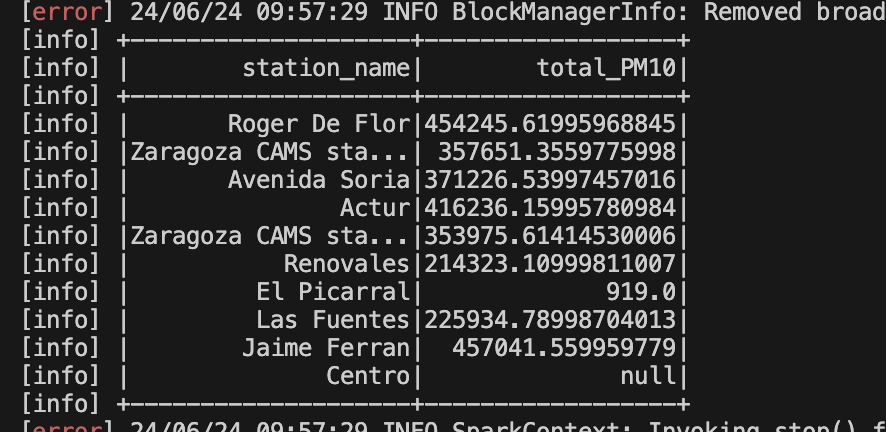 [error] 24/06/24 09:57:29 INFO BlockManagerInfo: Removed broad
[info] +--------------------+------------------+
[info] |        station_name|        total_PM10|
[info] +--------------------+------------------+
[info] |       Roger De Flor|454245.61995968845|
[info] |Zaragoza CAMS sta...| 357651.3559775998|
[info] |       Avenida Soria|371226.53997457016|
[info] |               Actur|416236.15995780984|
[info] |Zaragoza CAMS sta...|353975.61414530006|
[info] |           Renovales|214323.10999811007|
[info] |          El Picarral|             919.0|
[info] |         Las Fuentes|225934.78998704013|
[info] |        Jaime Ferran|  457041.559959779|
[info] |              Centro|              null|
[info] +--------------------+------------------+
[error] 24/06/24 09:57:29 INFO SparkContext: Invoking stop() f